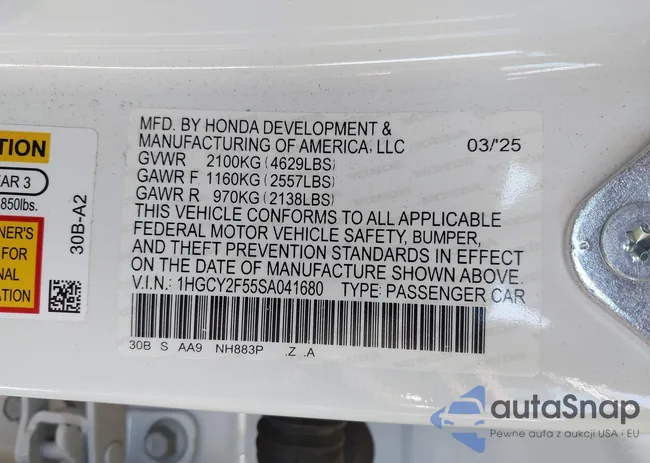 MFD. BY HONDA DEVELOPMENT &
MANUFACTURING OF AMERICA, LLC 03/'25
GVWR 2100KG (4629LBS)
GAWR F 1160KG (2557LBS)
GAWR R 970KG (2138LBS)
THIS VEHICLE CONFORMS TO ALL APPLICABLE
FEDERAL MOTOR VEHICLE SAFETY, BUMPER,
AND THEFT PREVENTION STANDARDS IN EFFECT
ON THE DATE OF MANUFACTURE SHOWN ABOVE.
V.I.N.: 1HGCY2F55SA041680 TYPE: PASSENGER CAR
30B S AA9 NH883P .Z .A
TION
EAR 3
850lbs.
NER'S
FOR
NAL
TION
30B-A2
autoSnap
Pewne auta z aukcji USA i EU